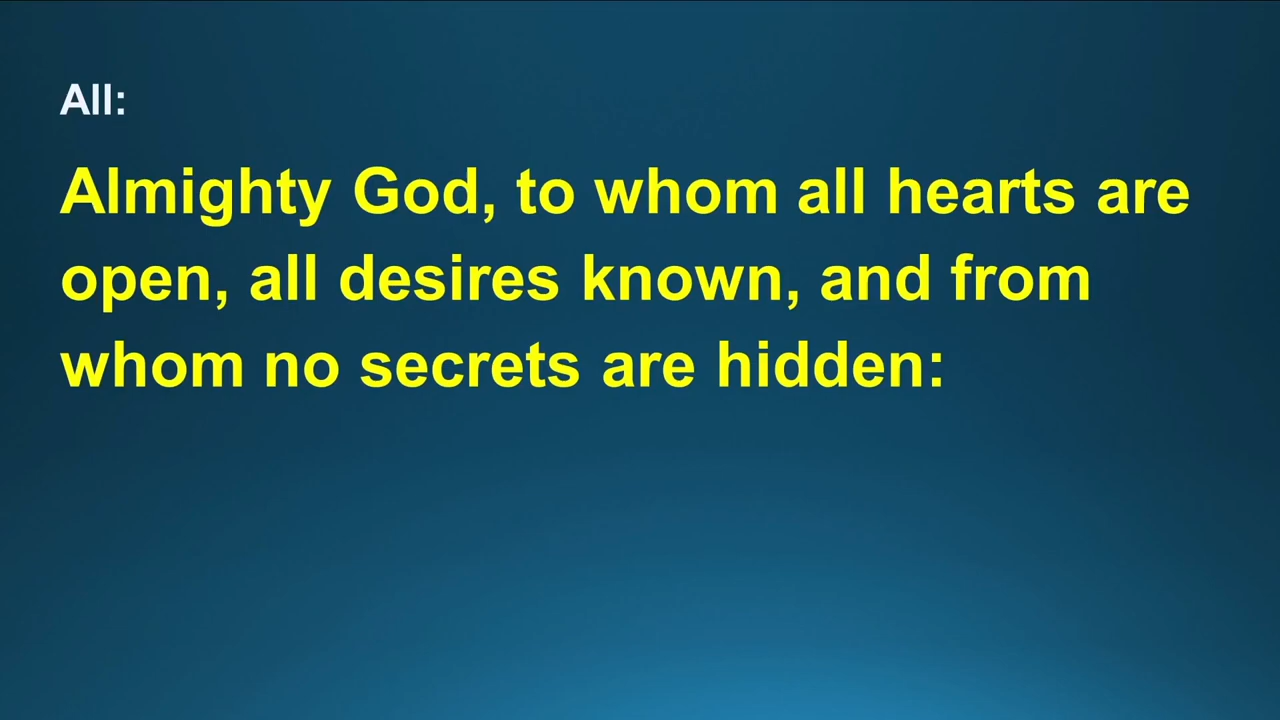 All:
Almighty God, to whom all hearts are
open, all desires known, and from
whom no secrets are hidden: